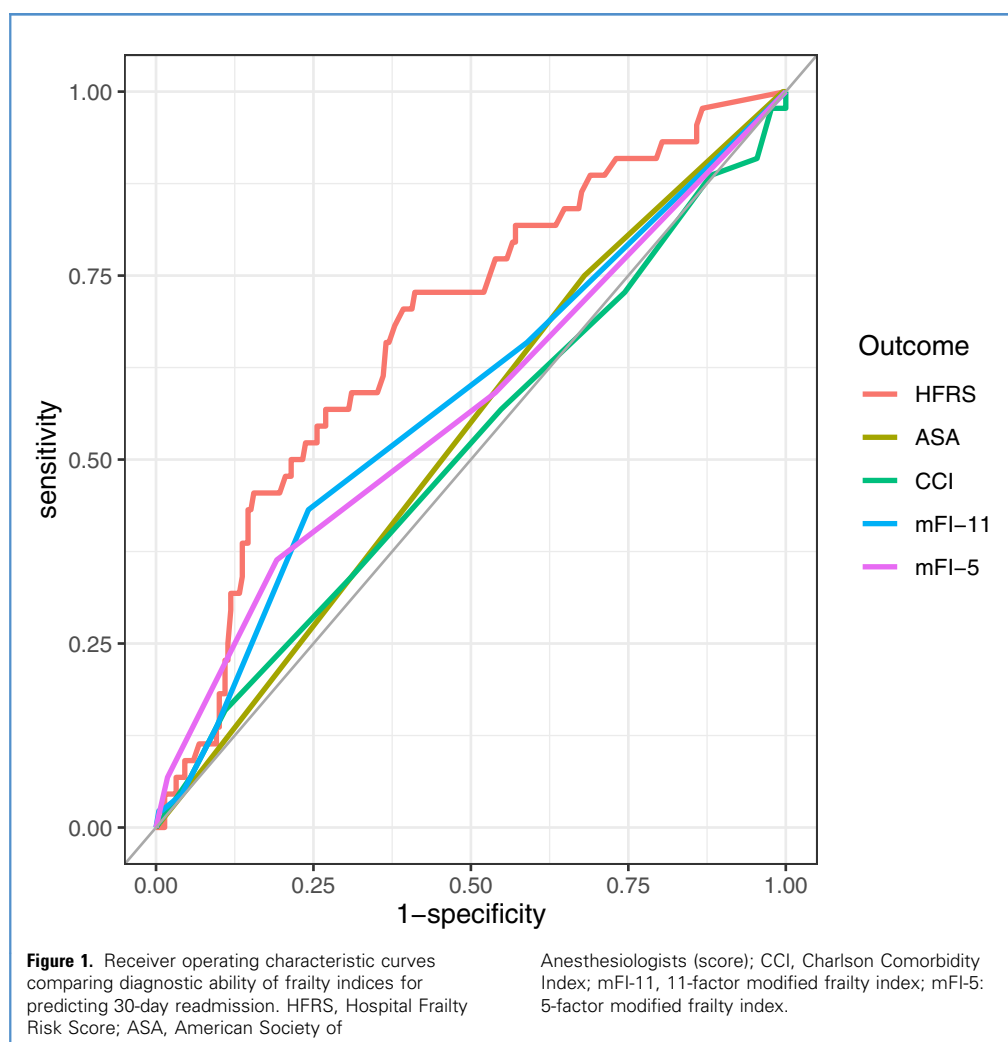 1.00
0.75
0.50
0.25
0.00
sensitivity
0.00 0.25 0.50 0.75 1.00
1−specificity
Outcome
HFRS
ASA
CCI
mFI−11
mFI−5
Figure 1. Receiver operating characteristic curves
comparing diagnostic ability of frailty indices for
predicting 30-day readmission. HFRS, Hospital Frailty
Risk Score; ASA, American Society of
Anesthesiologists (score); CCI, Charlson Comorbidity
Index; mFI-11, 11-factor modified frailty index; mFI-5:
5-factor modified frailty index.